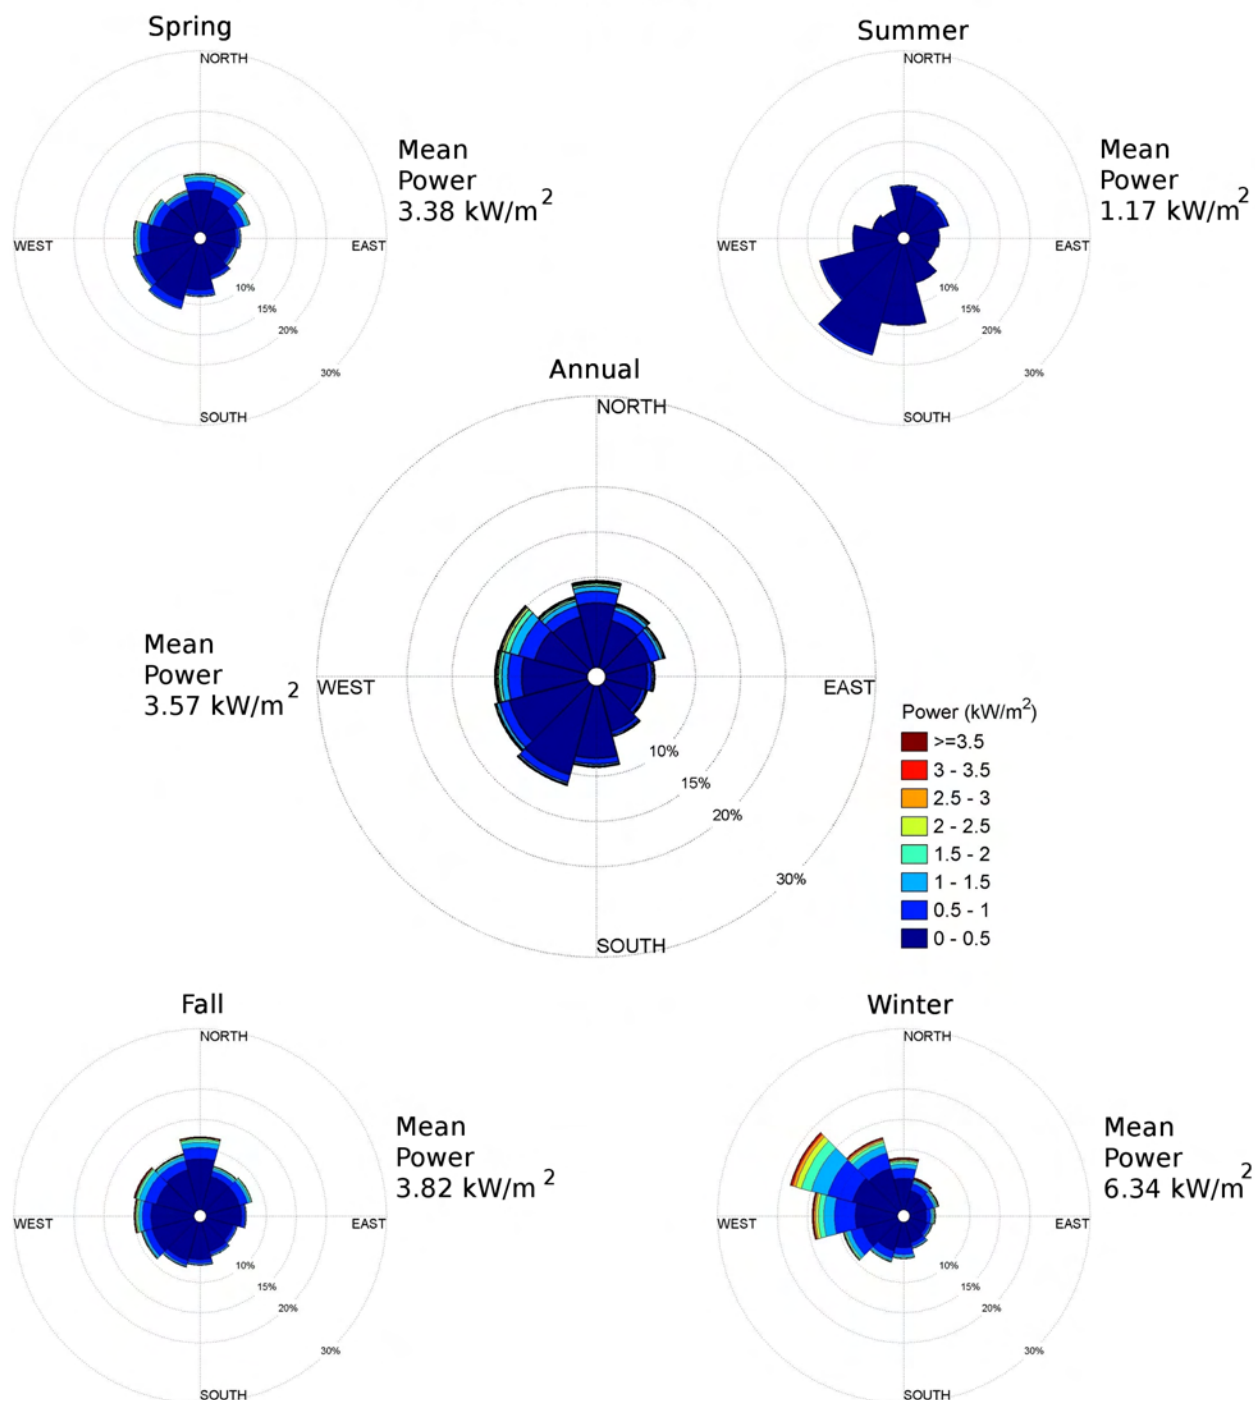 Spring
NORTH
WEST
EAST
SOUTH
10%
15%
20%
30%
Mean
Power
3.38 kW/m²
Summer
NORTH
WEST
EAST
SOUTH
10%
15%
20%
30%
Mean
Power
1.17 kW/m²
Annual
NORTH
WEST
EAST
SOUTH
10%
15%
20%
30%
Mean
Power
3.57 kW/m²
Power (kW/m²)
>=3.5
3 - 3.5
2.5 - 3
2 - 2.5
1.5 - 2
1 - 1.5
0.5 - 1
0 - 0.5
Fall
NORTH
WEST
EAST
SOUTH
10%
15%
20%
30%
Mean
Power
3.82 kW/m²
Winter
NORTH
WEST
EAST
SOUTH
10%
15%
20%
30%
Mean
Power
6.34 kW/m²